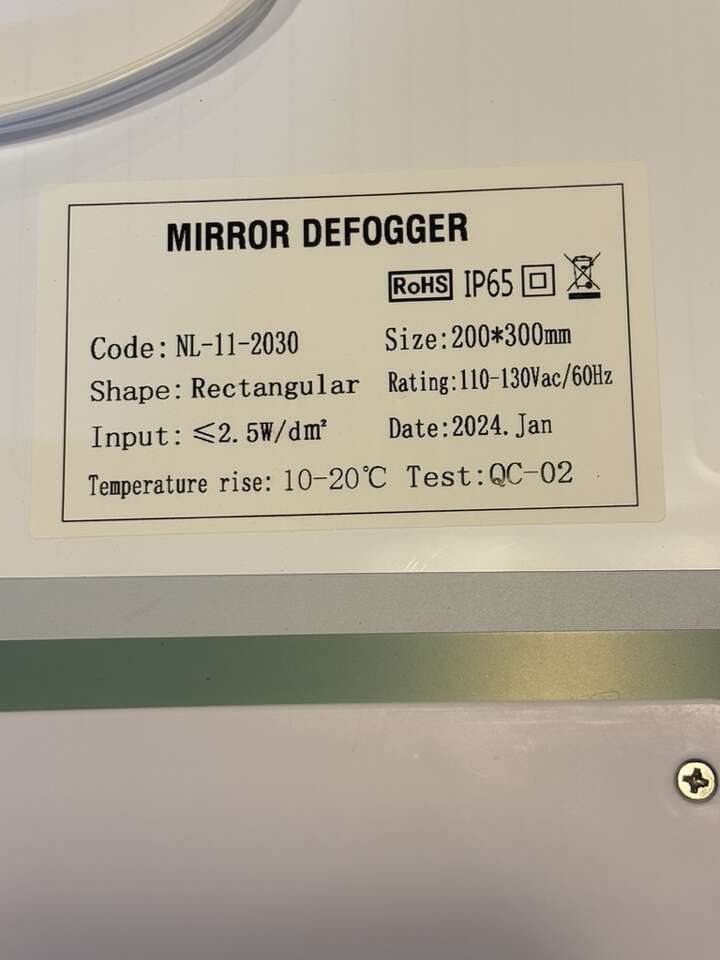 MIRROR DEFOGGER
RoHS IP65
Code: NL-11-2030 Size:200*300mm
Shape: Rectangular Rating:110-130Vac/60Hz
Input: ≤2.5W/dm² Date:2024.Jan
Temperature rise: 10-20℃ Test:QC-02